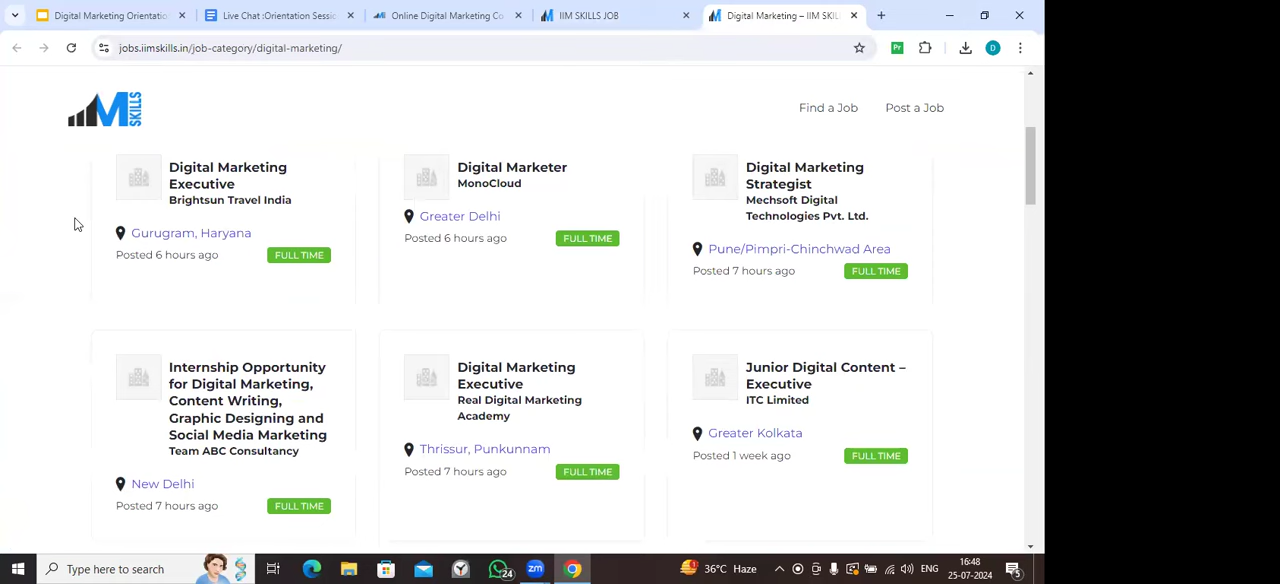 Digital Marketing Orientatio
Live Chat :Orientation Sessio
Online Digital Marketing Co
IIM SKILLS JOB
Digital Marketing – IIM SKILL
jobs.iimskills.in/job-category/digital-marketing/
Pr
D
IIM SKILLS
Find a Job
Post a Job
Digital Marketing
Executive
Brightsun Travel India
Gurugram, Haryana
Posted 6 hours ago
FULL TIME
Digital Marketer
MonoCloud
Greater Delhi
Posted 6 hours ago
FULL TIME
Digital Marketing
Strategist
Mechsoft Digital
Technologies Pvt. Ltd.
Pune/Pimpri-Chinchwad Area
Posted 7 hours ago
FULL TIME
Internship Opportunity
for Digital Marketing,
Content Writing,
Graphic Designing and
Social Media Marketing
Team ABC Consultancy
New Delhi
Posted 7 hours ago
FULL TIME
Digital Marketing
Executive
Real Digital Marketing
Academy
Thrissur, Punkunnam
Posted 7 hours ago
FULL TIME
Junior Digital Content –
Executive
ITC Limited
Greater Kolkata
Posted 1 week ago
FULL TIME
Type here to search
24
zm
36°C Haze
ENG
16:48
25-07-2024
5